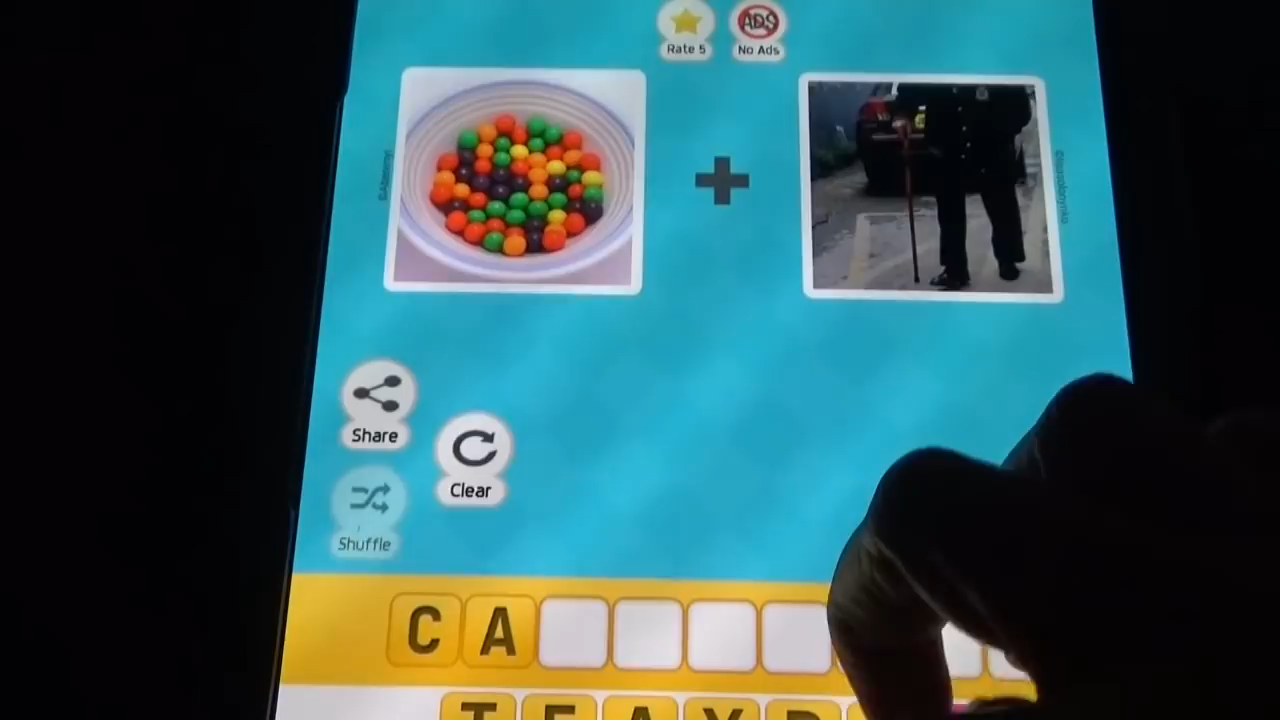 ADS
Rate 5
No Ads
Share
Clear
Shuffle
C A